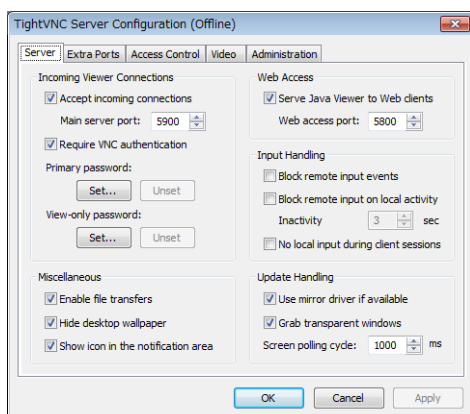 TightVNC Server Configuration (Offline)
Server Extra Ports Access Control Video Administration
Incoming Viewer Connections
Accept incoming connections
Main server port: 5900
Require VNC authentication
Primary password:
Set... Unset
View-only password:
Set... Unset
Web Access
Serve Java Viewer to Web clients
Web access port: 5800
Input Handling
Block remote input events
Block remote input on local activity
Inactivity 3 sec
No local input during client sessions
Miscellaneous
Enable file transfers
Hide desktop wallpaper
Show icon in the notification area
Update Handling
Use mirror driver if available
Grab transparent windows
Screen polling cycle: 1000 ms
OK Cancel Apply